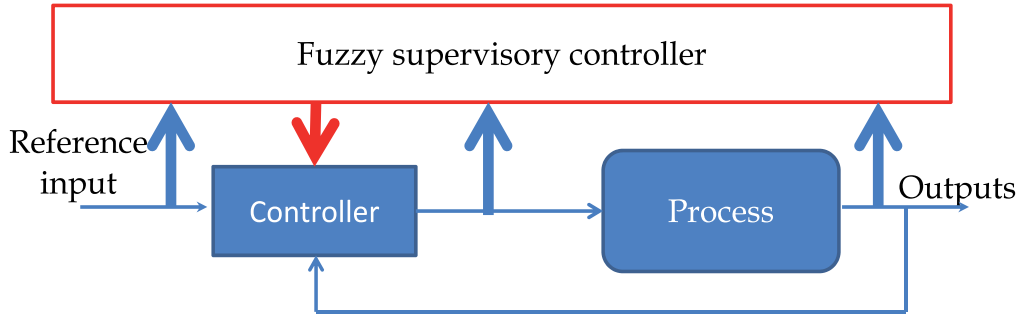 Fuzzy supervisory controller
Reference
input
Controller
Process
Outputs